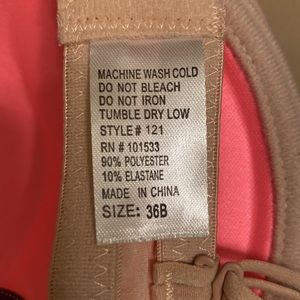 MACHINE WASH COLD
DO NOT BLEACH
DO NOT IRON
TUMBLE DRY LOW
STYLE# 121
RN # 101533
90% POLYESTER
10% ELASTANE
MADE IN CHINA
SIZE: 36B